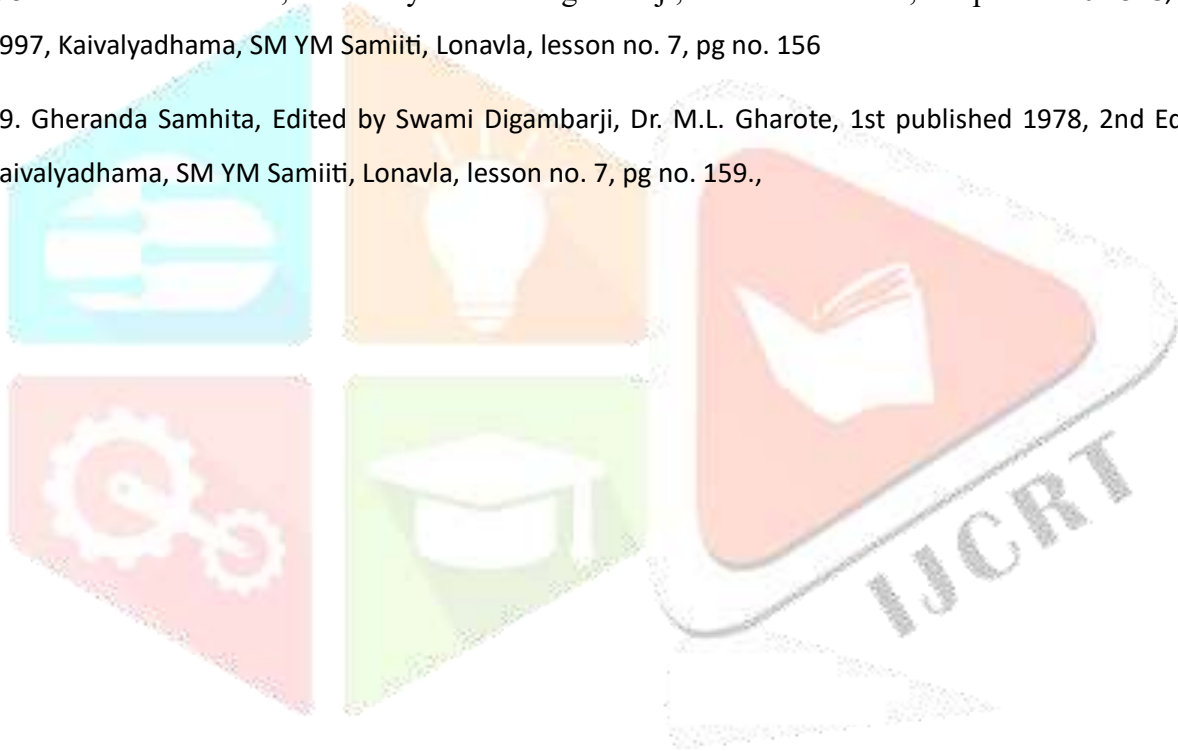 997, Kaivalyadhama, SM YM Samiiti, Lonavla, lesson no. 7, pg no. 156
9. Gheranda Samhita, Edited by Swami Digambarji, Dr. M.L. Gharote, 1st published 1978, 2nd Ed
aivalyadhama, SM YM Samiiti, Lonavla, lesson no. 7, pg no. 159.,
IJCRT